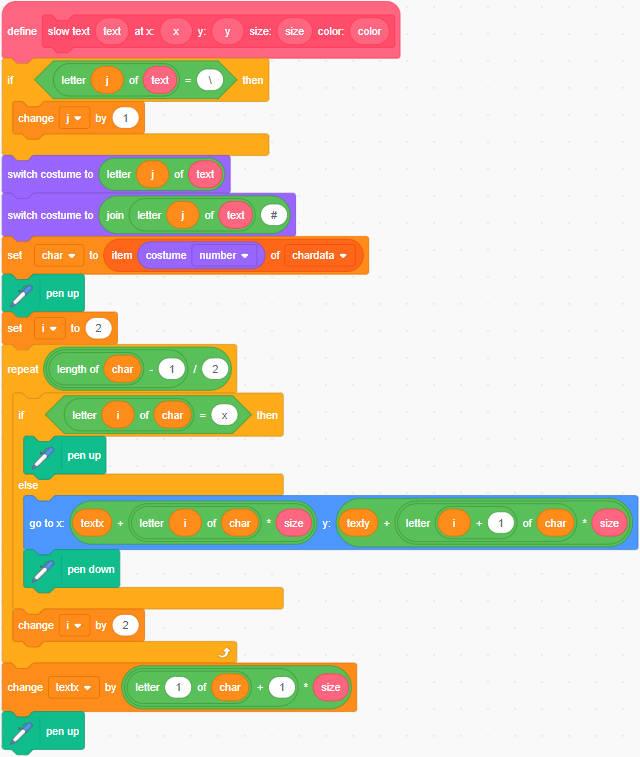 define slow text text at x: x y: y size: size color: color
if letter j of text = \ then
change j by 1
switch costume to letter j of text
switch costume to join letter j of text #
set char to item costume number of chardata
pen up
set i to 2
repeat length of char - 1 / 2
if letter i of char = x then
pen up
else
go to x: textx + letter i of char * size y: texty + letter i + 1 of char * size
pen down
change i by 2
change textx by letter 1 of char + 1 * size
pen up